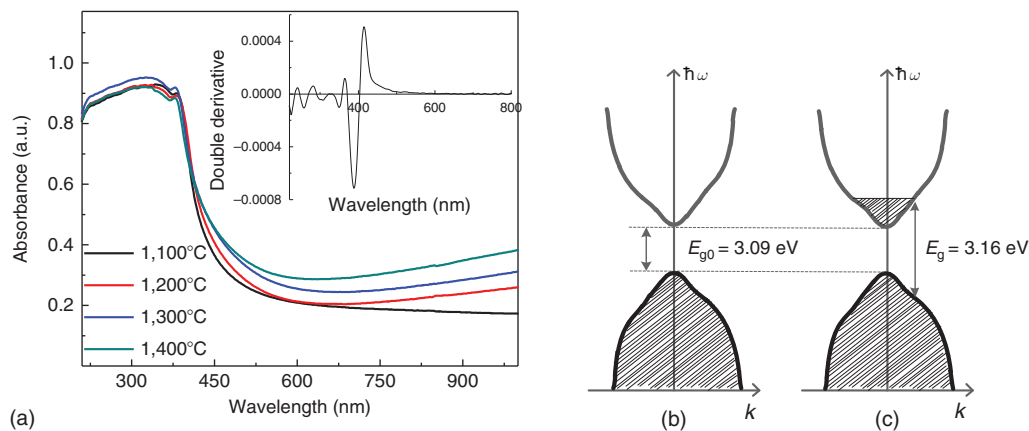 0.0004
0.0000
−0.0004
−0.0008
400
600
800
Double derivative
Wavelength (nm)
1.0
0.8
0.6
0.4
0.2
Absorbance (a.u.)
1,100°C
1,200°C
1,300°C
1,400°C
300
450
600
750
900
Wavelength (nm)
(a)
ħω
E_g0 = 3.09 eV
k
(b)
ħω
E_g = 3.16 eV
k
(c)